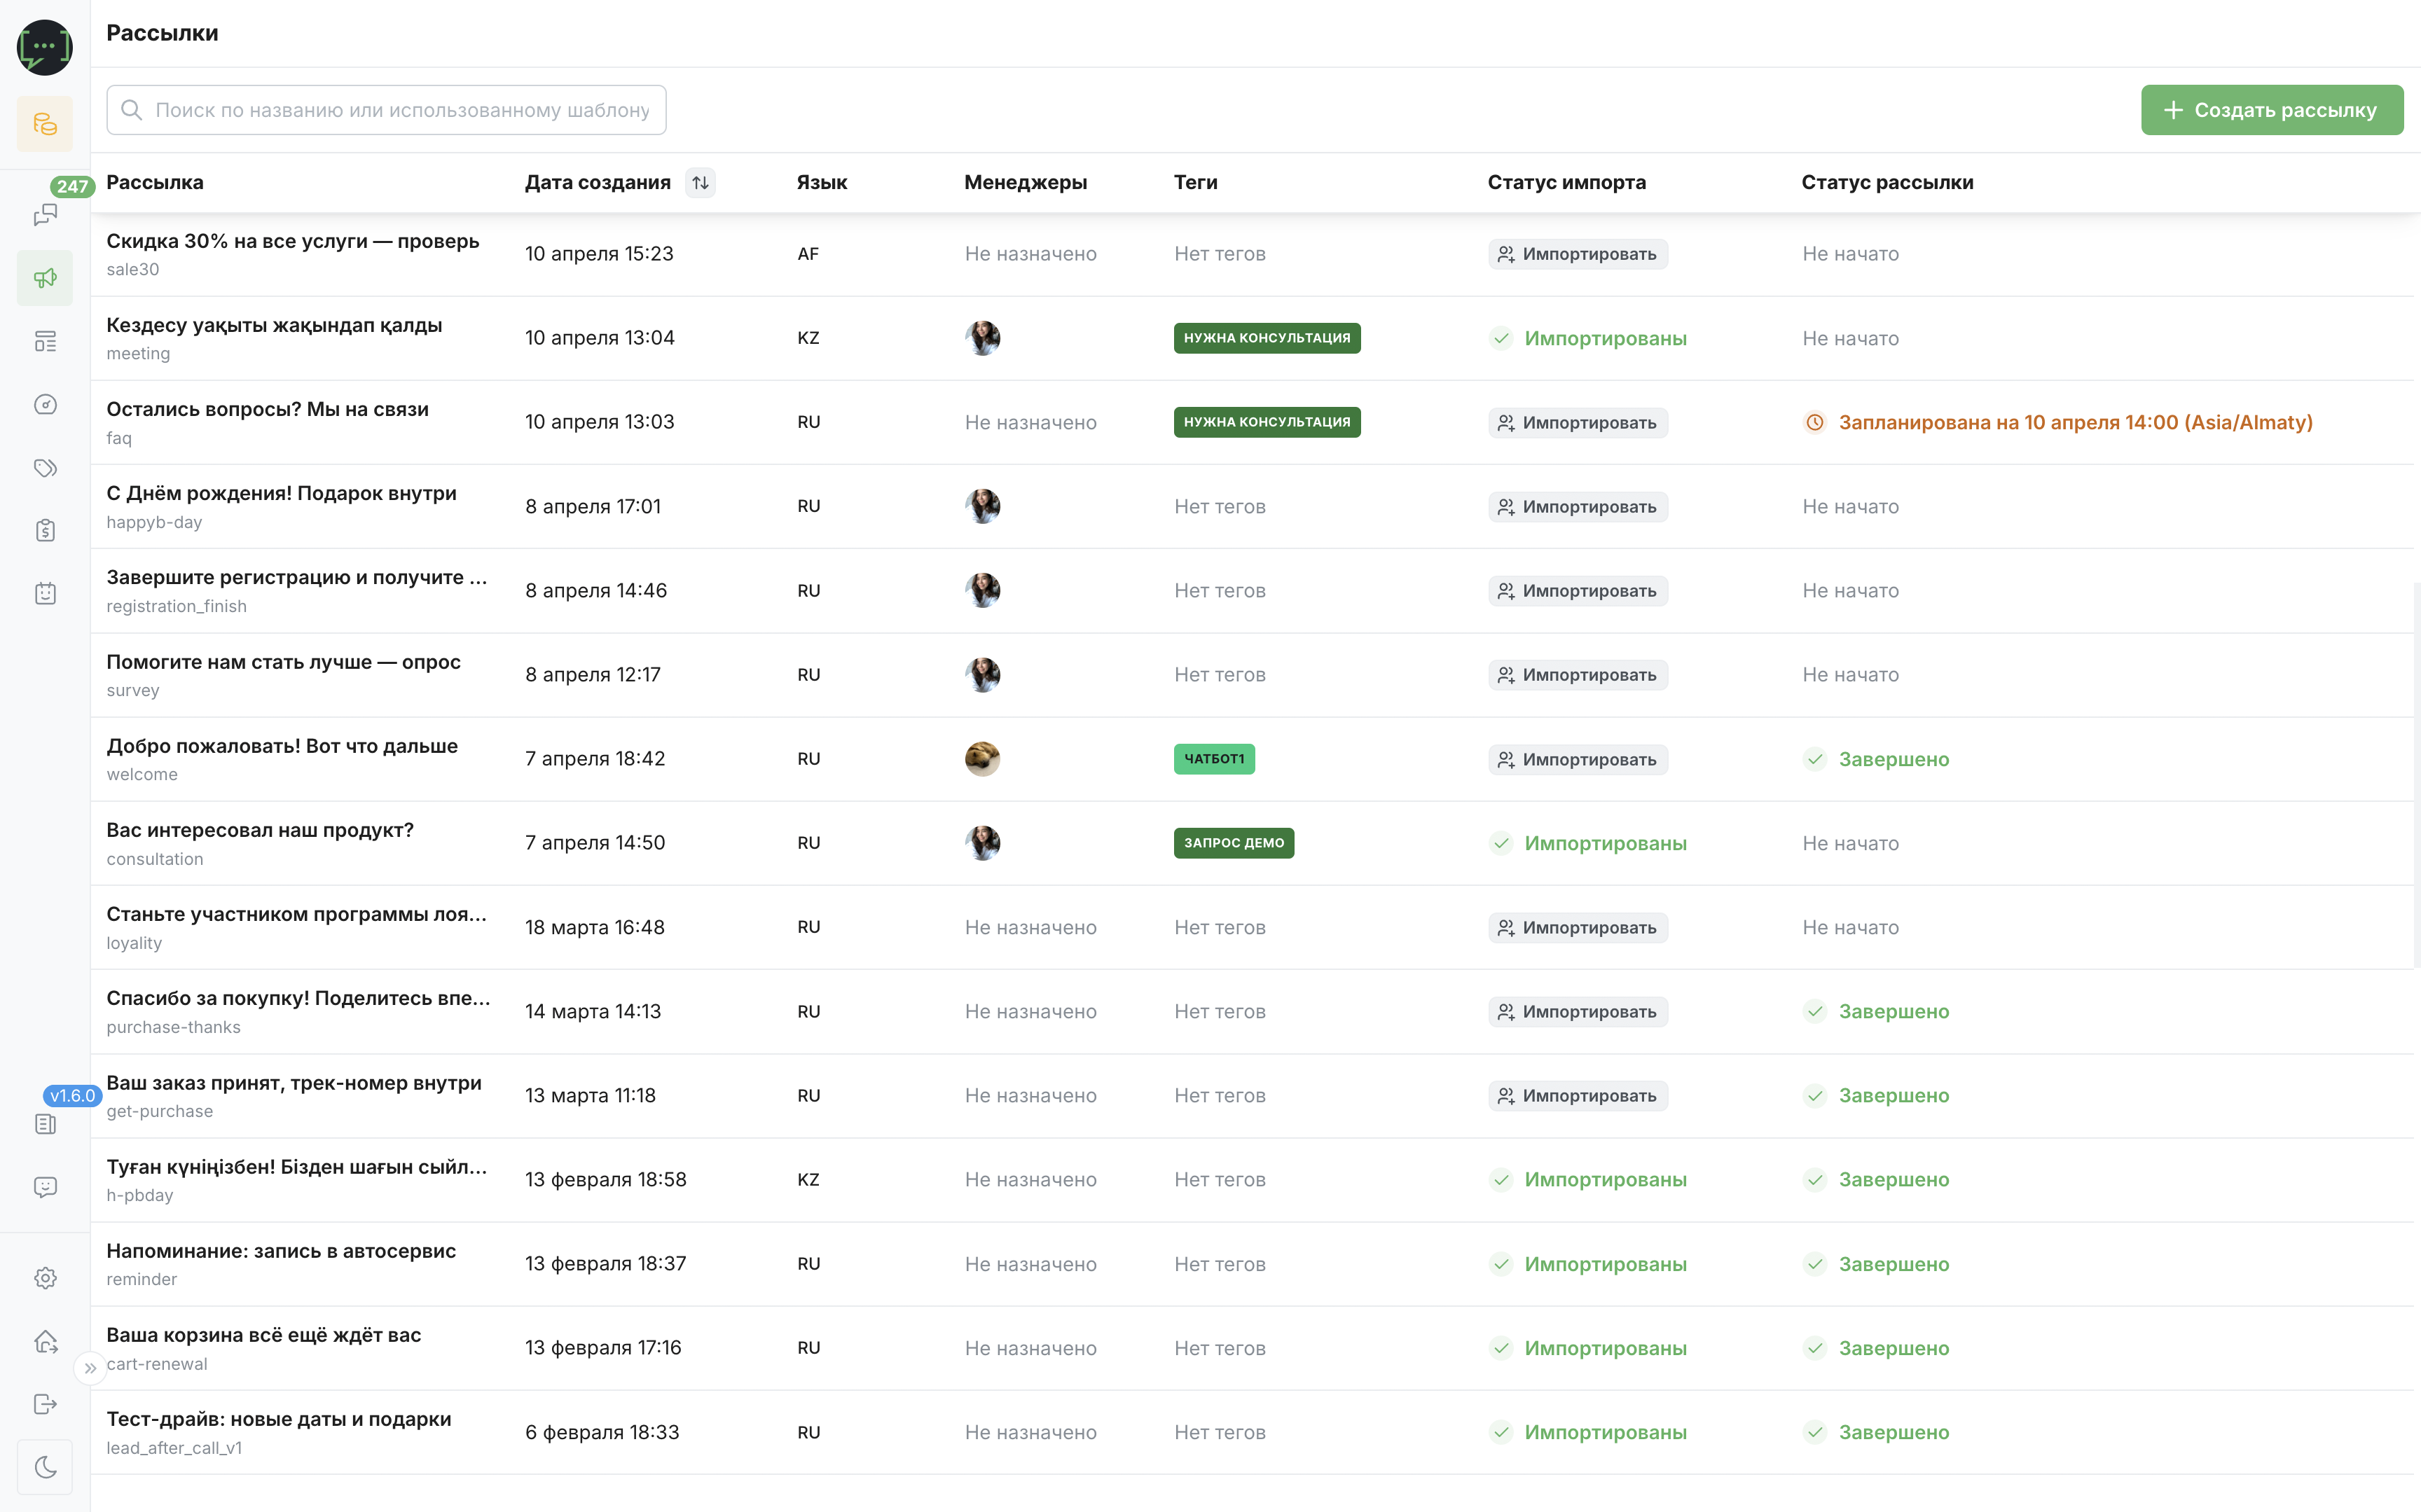 Рассылки
Поиск по названию или использованному шаблону
Создать рассылку
247
Рассылка Дата создания Язык Менеджеры Теги Статус импорта Статус рассылки
Скидка 30% на все услуги — проверь
sale30
10 апреля 15:23 AF Не назначено Нет тегов Импортировать Не начато
Кездесу уақыты жақындап қалды
meeting
10 апреля 13:04 KZ НУЖНА КОНСУЛЬТАЦИЯ Импортированы Не начато
Остались вопросы? Мы на связи
faq
10 апреля 13:03 RU Не назначено НУЖНА КОНСУЛЬТАЦИЯ Импортировать Запланирована на 10 апреля 14:00 (Asia/Almaty)
С Днём рождения! Подарок внутри
happyb-day
8 апреля 17:01 RU Нет тегов Импортировать Не начато
Завершите регистрацию и получите ...
registration_finish
8 апреля 14:46 RU Нет тегов Импортировать Не начато
Помогите нам стать лучше — опрос
survey
8 апреля 12:17 RU Нет тегов Импортировать Не начато
Добро пожаловать! Вот что дальше
welcome
7 апреля 18:42 RU ЧАТБОТ1 Импортировать Завершено
Вас интересовал наш продукт?
consultation
7 апреля 14:50 RU ЗАПРОС ДЕМО Импортированы Не начато
Станьте участником программы лоя...
loyality
18 марта 16:48 RU Не назначено Нет тегов Импортировать Не начато
Спасибо за покупку! Поделитесь впе...
purchase-thanks
14 марта 14:13 RU Не назначено Нет тегов Импортировать Завершено
v1.6.0
Ваш заказ принят, трек-номер внутри
get-purchase
13 марта 11:18 RU Не назначено Нет тегов Импортировать Завершено
Туған күніңізбен! Бізден шағын сыйл...
h-pbday
13 февраля 18:58 KZ Не назначено Нет тегов Импортированы Завершено
Напоминание: запись в автосервис
reminder
13 февраля 18:37 RU Не назначено Нет тегов Импортированы Завершено
Ваша корзина всё ещё ждёт вас
cart-renewal
13 февраля 17:16 RU Не назначено Нет тегов Импортированы Завершено
Тест-драйв: новые даты и подарки
lead_after_call_v1
6 февраля 18:33 RU Не назначено Нет тегов Импортированы Завершено